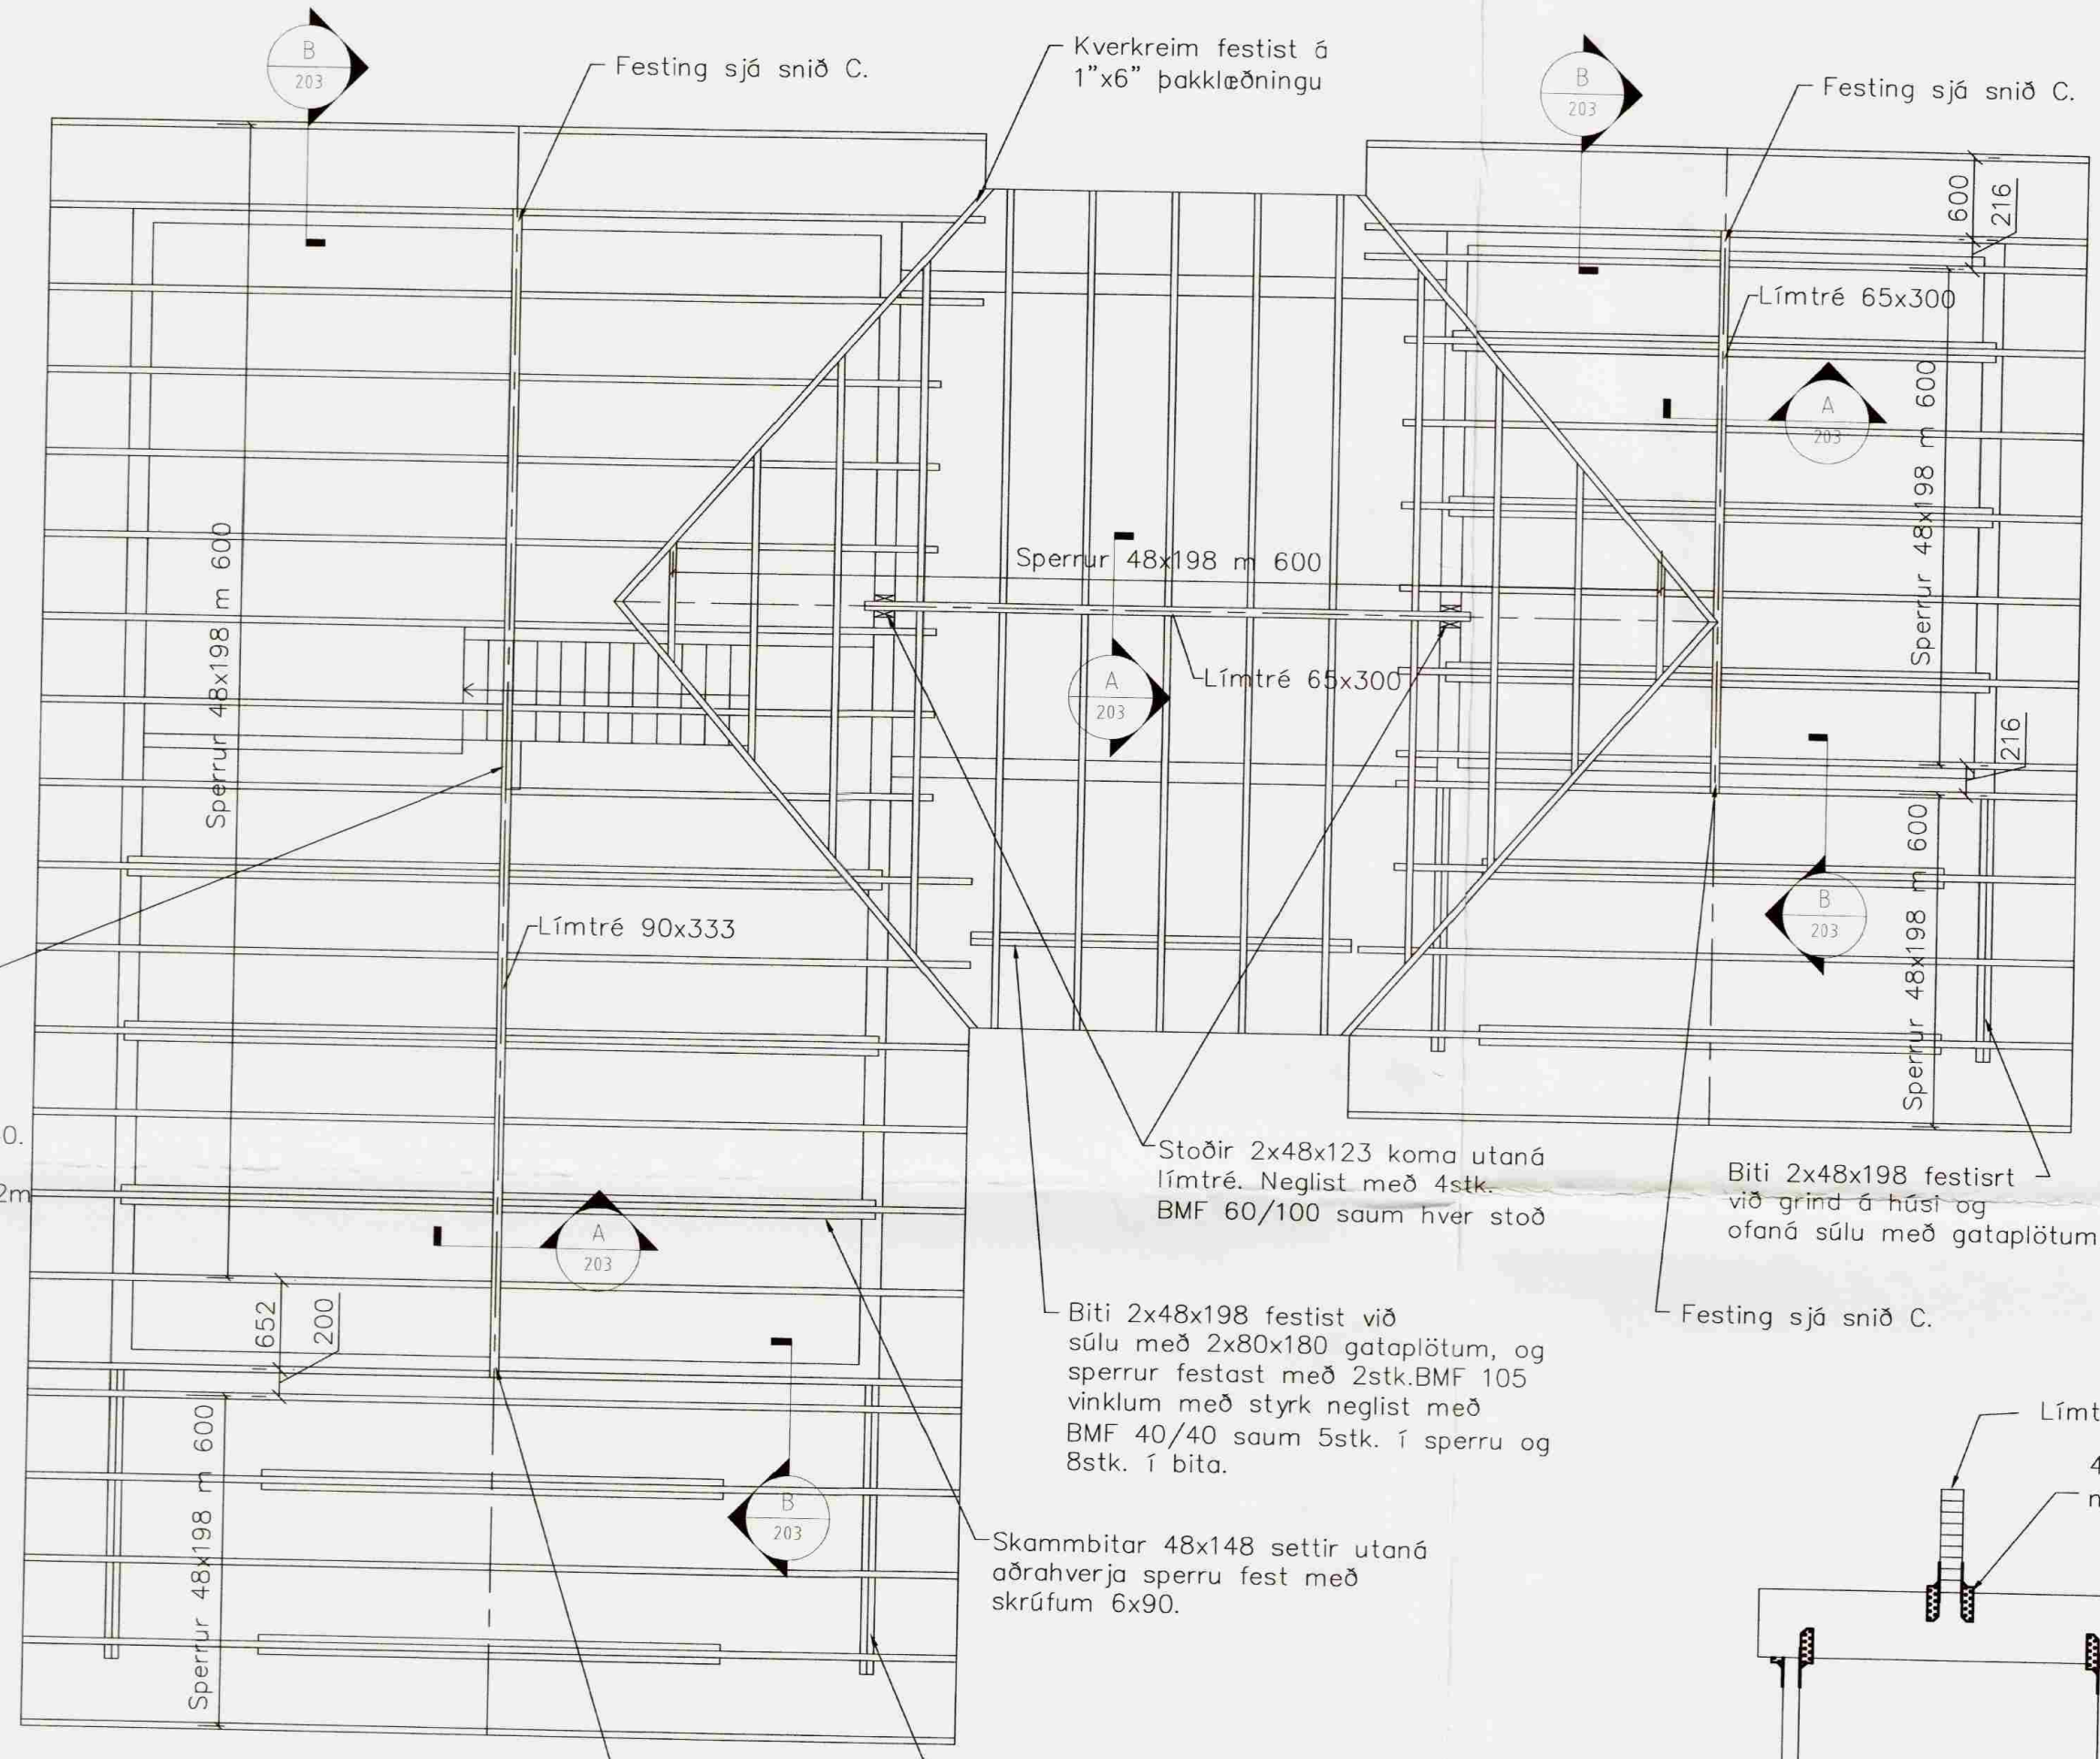 B
203
Festing sjá snið C.
Kverkreim festist á
1"x6" þakklæðningu
B
203
Festing sjá snið C.
600
216
Límtré 65x300
A
203
Sperrur 48x198 m 600
Sperrur 48x198 m 600
Sperrur 48x198 m 600
Límtré 65x300
A
203
216
Sperrur 48x198 m 600
B
203
Límtré 90x333
0.
2m
Stoðir 2x48x123 koma utaná
límtré. Neglist með 4stk.
BMF 60/100 saum hver stoð
Biti 2x48x198 festisrt
við grind á húsi og
ofaná súlu með gataplötum
A
203
652
200
Biti 2x48x198 festist við
súlu með 2x80x180 gataplötum, og
sperrur festast með 2stk.BMF 105
vinklum með styrk neglist með
BMF 40/40 saum 5stk. í sperru og
8stk. í bita.
Festing sjá snið C.
Sperrur 48x198 m 600
B
203
Skammbitar 48x148 settir utaná
aðrahverja sperru fest með
skrúfum 6x90.
Límt
4